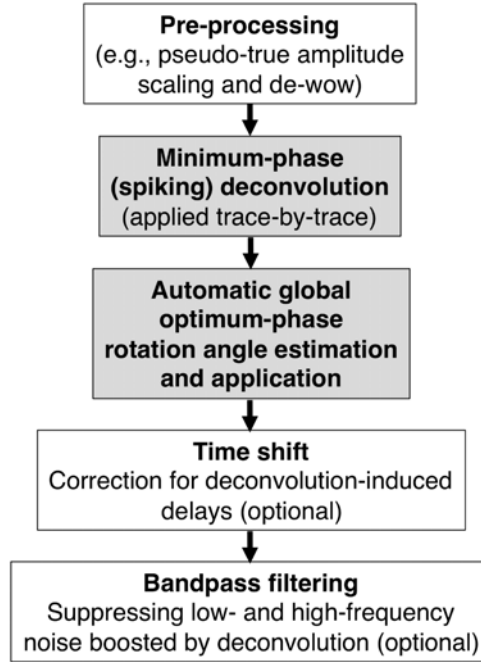 Pre-processing
(e.g., pseudo-true amplitude
scaling and de-wow)
Minimum-phase
(spiking) deconvolution
(applied trace-by-trace)
Automatic global
optimum-phase
rotation angle estimation
and application
Time shift
Correction for deconvolution-induced
delays (optional)
Bandpass filtering
Suppressing low- and high-frequency
noise boosted by deconvolution (optional)